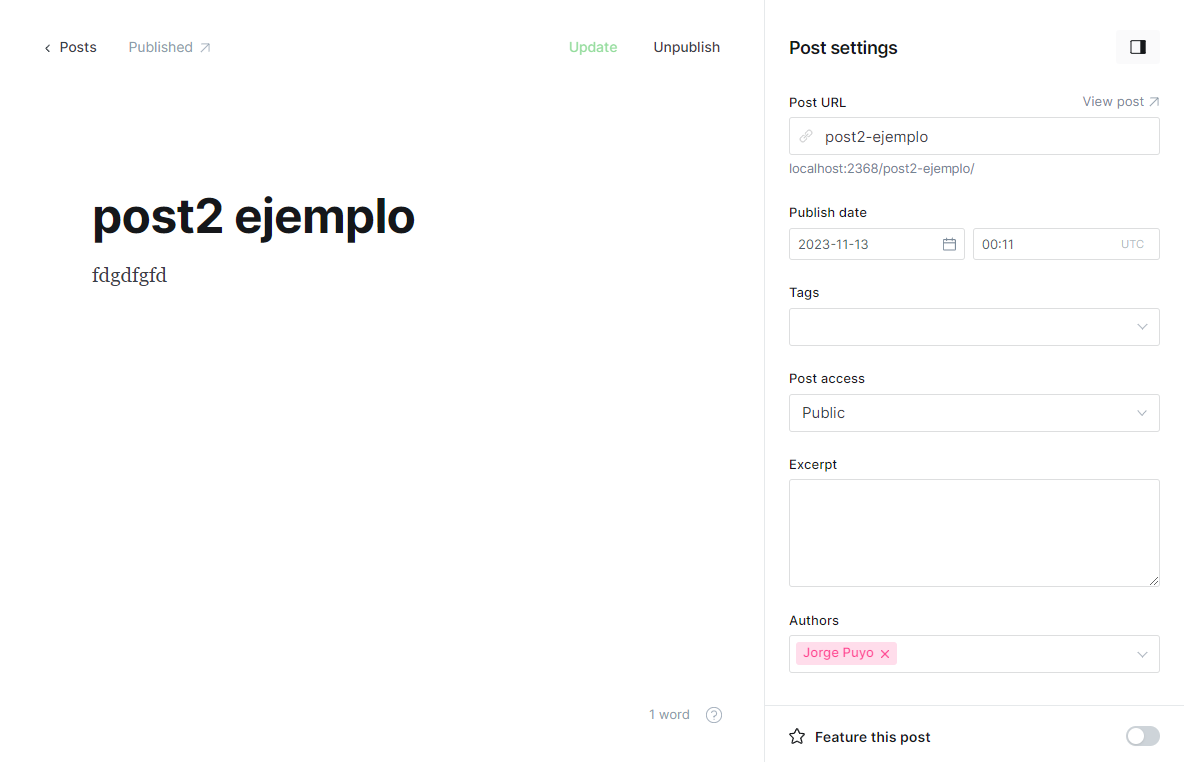 Posts
Published
Update
Unpublish
post2 ejemplo
fdgdfgfd
1 word
?
Post settings
Post URL
View post
post2-ejemplo
localhost:2368/post2-ejemplo/
Publish date
2023-11-13
00:11
UTC
Tags
Post access
Public
Excerpt
Authors
Jorge Puyo
Feature this post